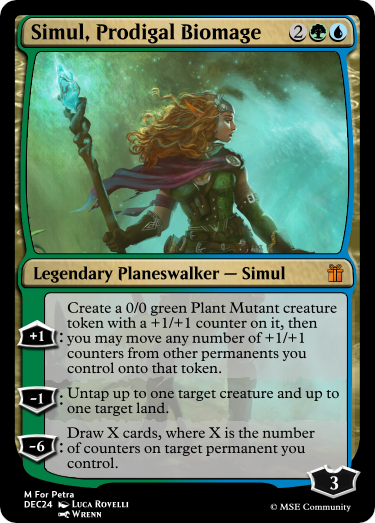 Simul, Prodigal Biomage 2
Legendary Planeswalker — Simul
+1: Create a 0/0 green Plant Mutant creature
token with a +1/+1 counter on it, then
you may move any number of +1/+1
counters from other permanents you
control onto that token.
-1: Untap up to one target creature and up to
one target land.
-6: Draw X cards, where X is the number
of counters on target permanent you
control.
3
M For Petra
DEC24 Luca Rovelli
Wrenn
© MSE Community